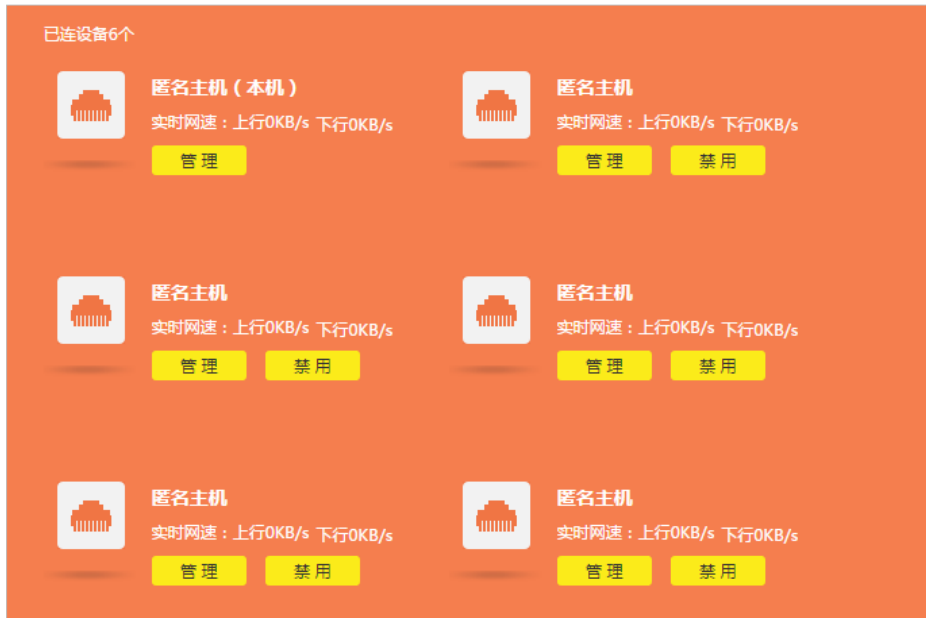 已连设备6个
匿名主机（本机）
实时网速：上行0KB/s 下行0KB/s
管 理
匿名主机
实时网速：上行0KB/s 下行0KB/s
管 理 禁 用
匿名主机
实时网速：上行0KB/s 下行0KB/s
管 理 禁 用
匿名主机
实时网速：上行0KB/s 下行0KB/s
管 理 禁 用
匿名主机
实时网速：上行0KB/s 下行0KB/s
管 理 禁 用
匿名主机
实时网速：上行0KB/s 下行0KB/s
管 理 禁 用